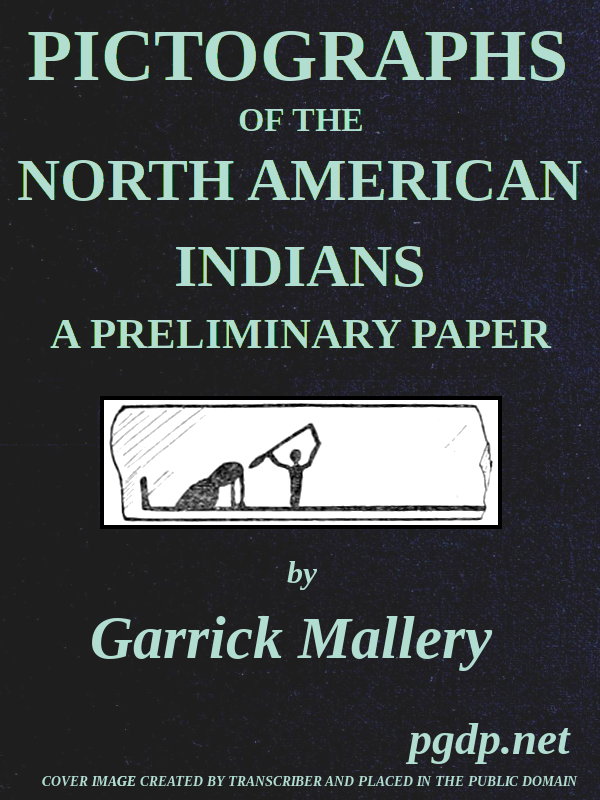 PICTOGRAPHS
OF THE
NORTH AMERICAN
INDIANS
A PRELIMINARY PAPER
by
Garrick Mallery
pgdp.net
COVER IMAGE CREATED BY TRANSCRIBER AND PLACED IN THE PUBLIC DOMAIN